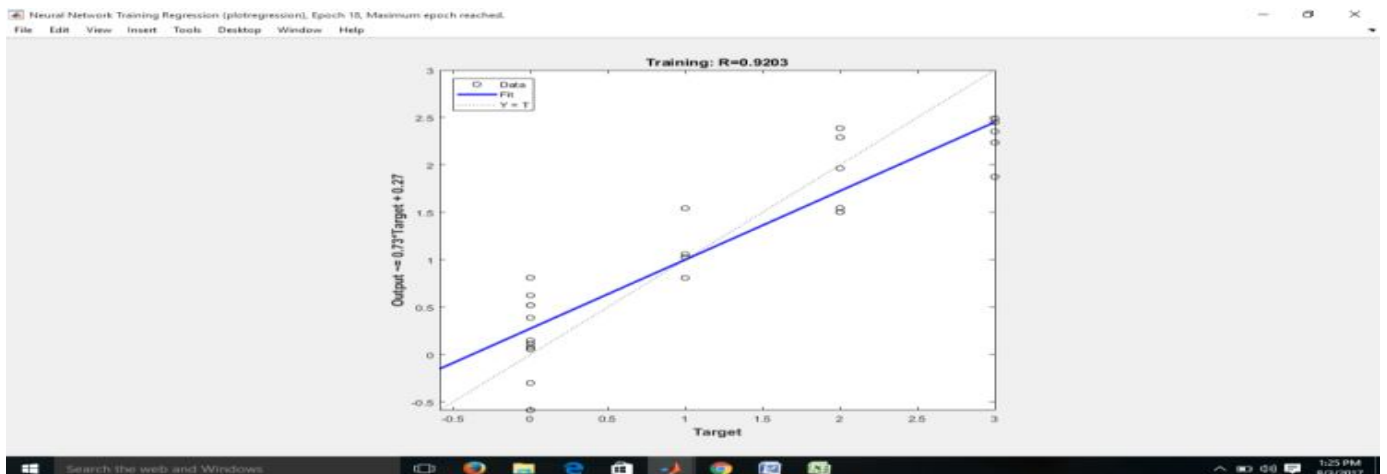 Neural Network Training Regression (plotregression), Epoch 18, Maximum epoch reached.
File Edit View Insert Tools Desktop Window Help
Training: R=0.9203
Data
Fit
Y = T
Output ~= 0.73*Target + 0.27
3
2.5
2
1.5
1
0.5
0
-0.5
-0.5 0 0.5 1 1.5 2 2.5 3
Target
Search the web and Windows
1:25 PM